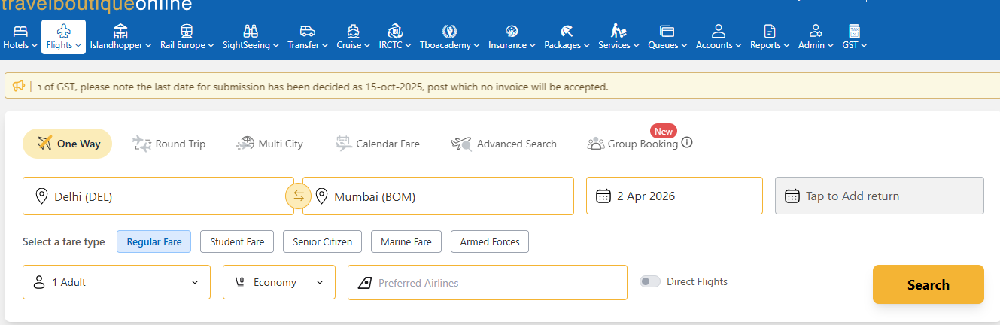 travelboutiqueonline
Hotels Flights Islandhopper Rail Europe SightSeeing Transfer Cruise IRCTC Tboacademy Insurance Packages Services Queues Accounts Reports Admin GST
of GST, please note the last date for submission has been decided as 15-oct-2025, post which no invoice will be accepted.
New
One Way Round Trip Multi City Calendar Fare Advanced Search Group Booking
Delhi (DEL) Mumbai (BOM) 2 Apr 2026 Tap to Add return
Select a fare type Regular Fare Student Fare Senior Citizen Marine Fare Armed Forces
1 Adult Economy Preferred Airlines Direct Flights Search